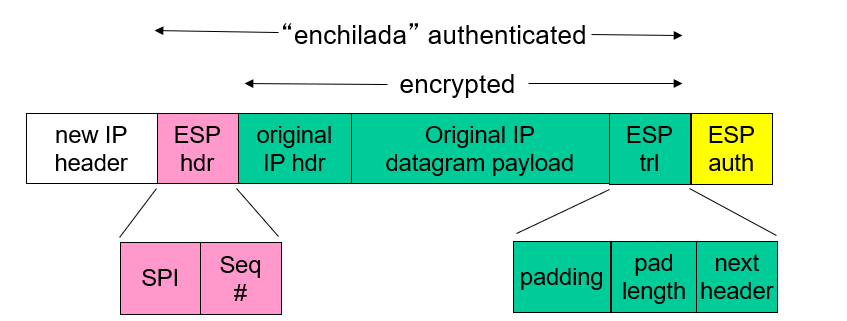 “enchilada” authenticated
encrypted
new IP
header
ESP
hdr
original
IP hdr
Original IP
datagram payload
ESP
trl
ESP
auth
SPI
Seq
#
padding
pad
length
next
header